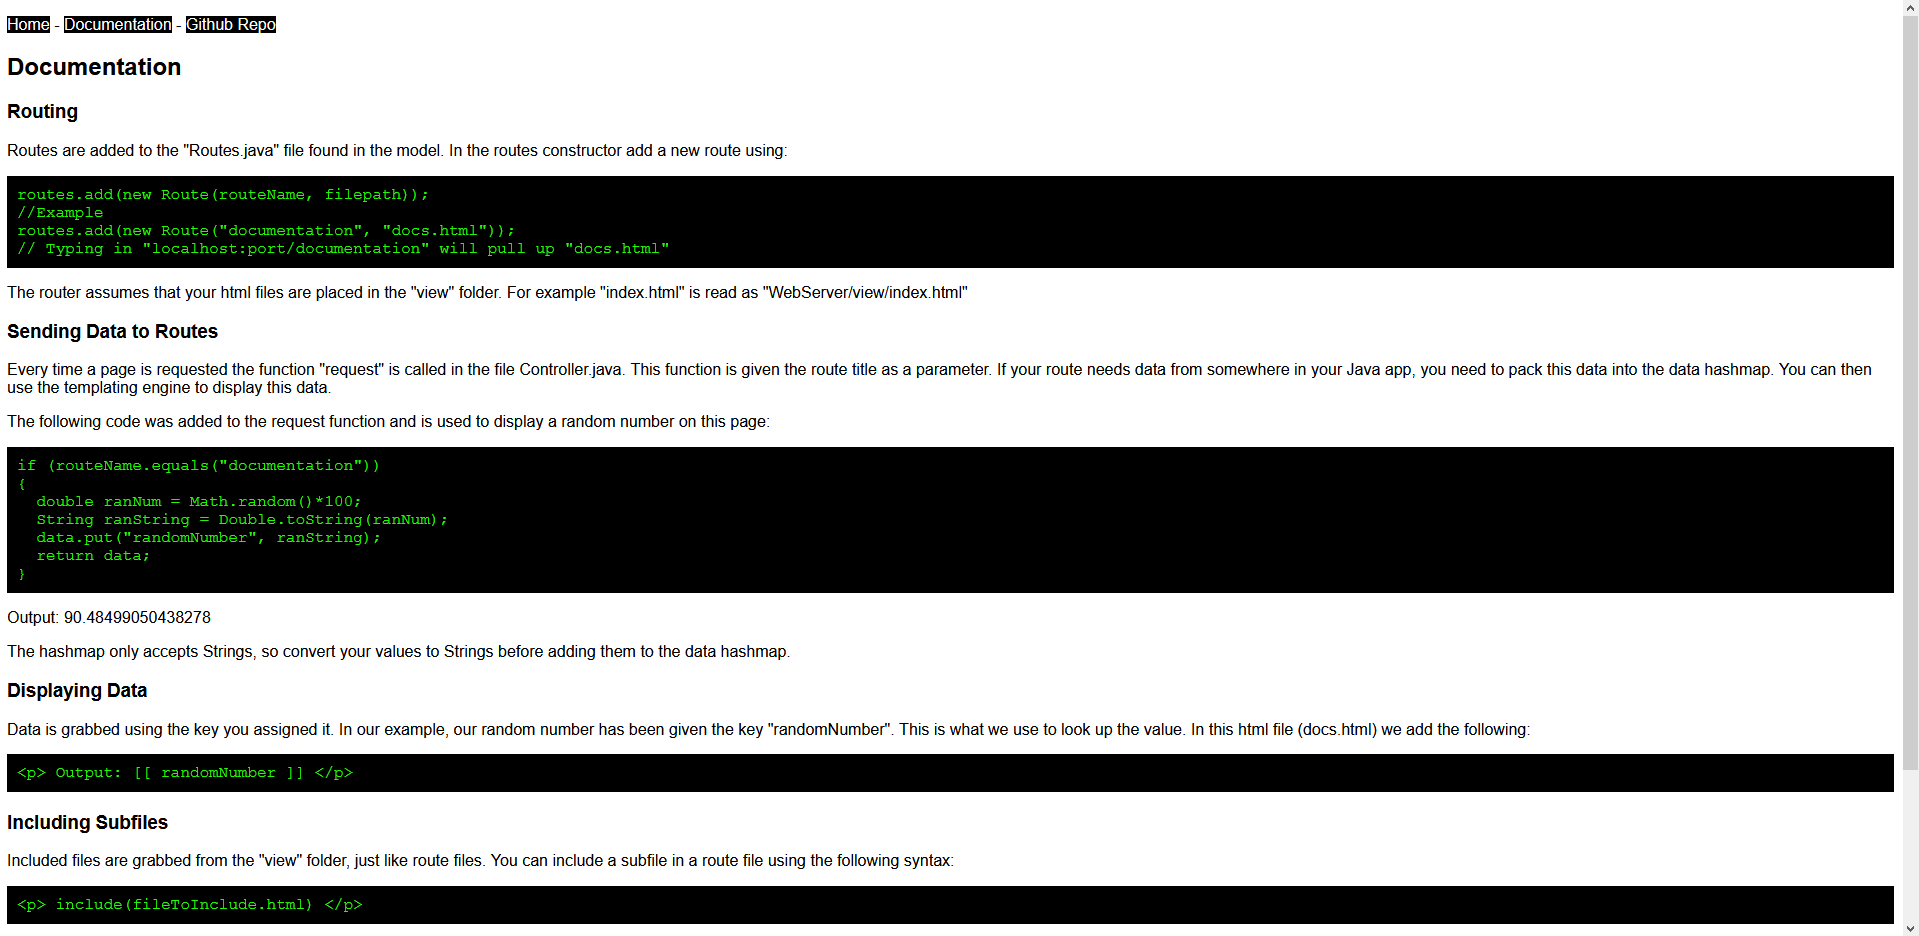 Home - Documentation - Github Repo
Documentation
Routing
Routes are added to the "Routes.java" file found in the model. In the routes constructor add a new route using:
routes.add(new Route(routeName, filepath));
//Example
routes.add(new Route("documentation", "docs.html"));
// Typing in "localhost:port/documentation" will pull up "docs.html"
The router assumes that your html files are placed in the "view" folder. For example "index.html" is read as "WebServer/view/index.html"
Sending Data to Routes
Every time a page is requested the function "request" is called in the file Controller.java. This function is given the route title as a parameter. If your route needs data from somewhere in your Java app, you need to pack this data into the data hashmap. You can then
use the templating engine to display this data.
The following code was added to the request function and is used to display a random number on this page:
if (routeName.equals("documentation"))
{
  double ranNum = Math.random()*100;
  String ranString = Double.toString(ranNum);
  data.put("randomNumber", ranString);
  return data;
}
Output: 90.48499050438278
The hashmap only accepts Strings, so convert your values to Strings before adding them to the data hashmap.
Displaying Data
Data is grabbed using the key you assigned it. In our example, our random number has been given the key "randomNumber". This is what we use to look up the value. In this html file (docs.html) we add the following:
<p> Output: [[ randomNumber ]] </p>
Including Subfiles
Included files are grabbed from the "view" folder, just like route files. You can include a subfile in a route file using the following syntax:
<p> include(fileToInclude.html) </p>